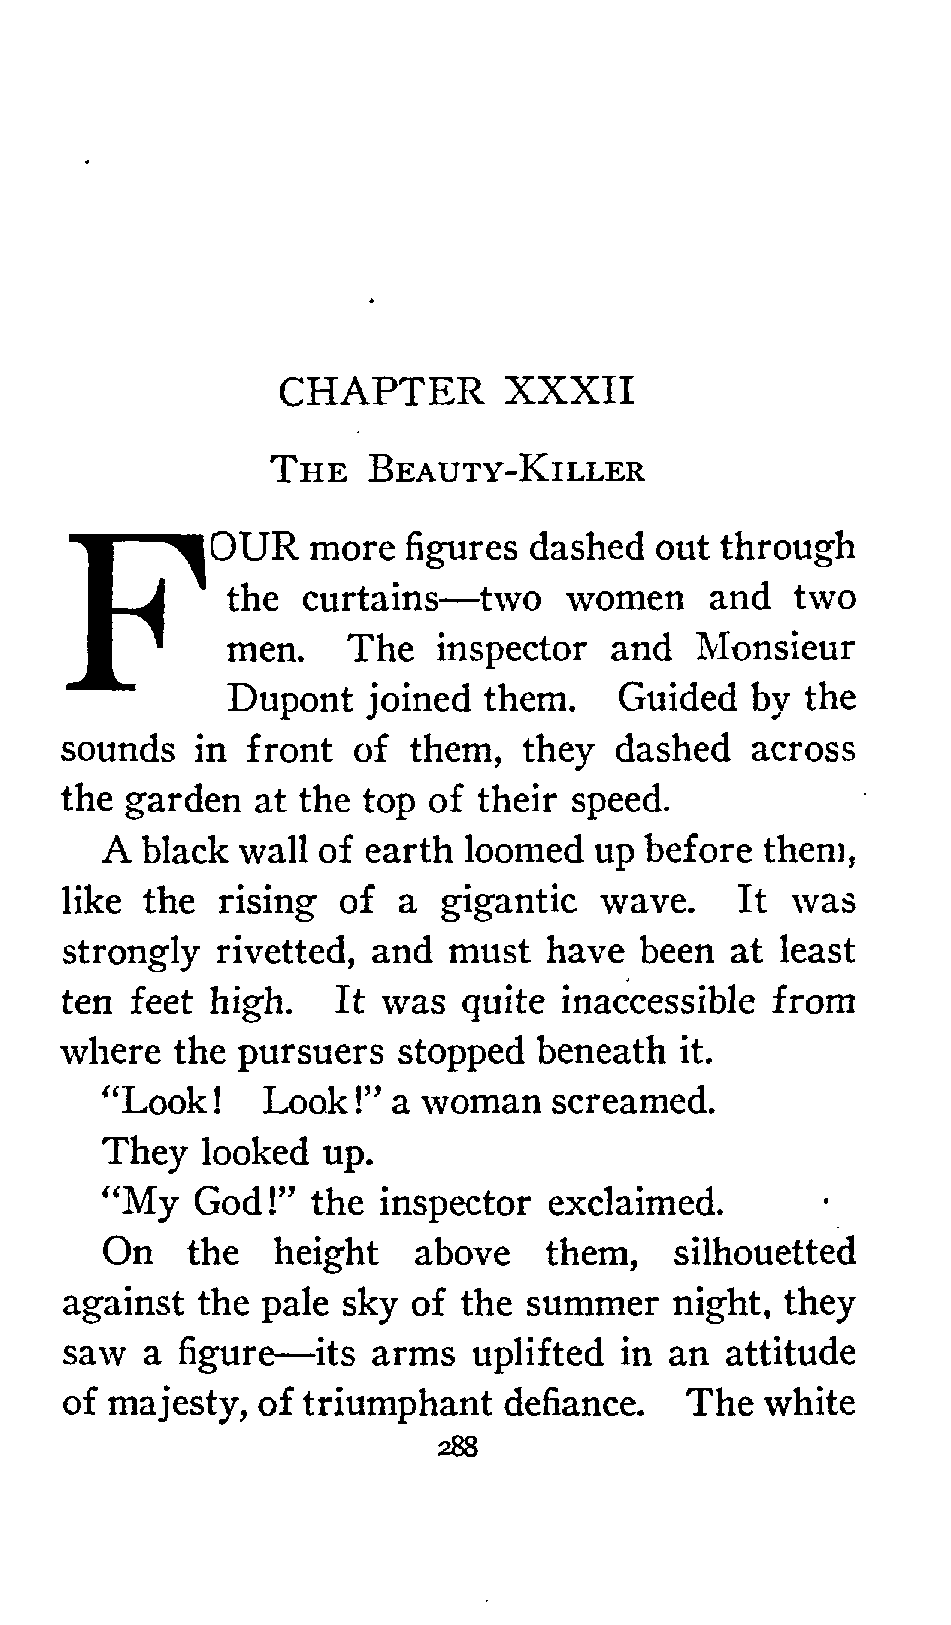 CHAPTER XXXII
THE BEAUTY-KILLER
FOUR more figures dashed out through
the curtains—two women and two
men. The inspector and Monsieur
Dupont joined them. Guided by the
sounds in front of them, they dashed across
the garden at the top of their speed.
A black wall of earth loomed up before them,
like the rising of a gigantic wave. It was
strongly rivetted, and must have been at least
ten feet high. It was quite inaccessible from
where the pursuers stopped beneath it.
“Look! Look!” a woman screamed.
They looked up.
“My God!” the inspector exclaimed.
On the height above them, silhouetted
against the pale sky of the summer night, they
saw a figure—its arms uplifted in an attitude
of majesty, of triumphant defiance. The white
288